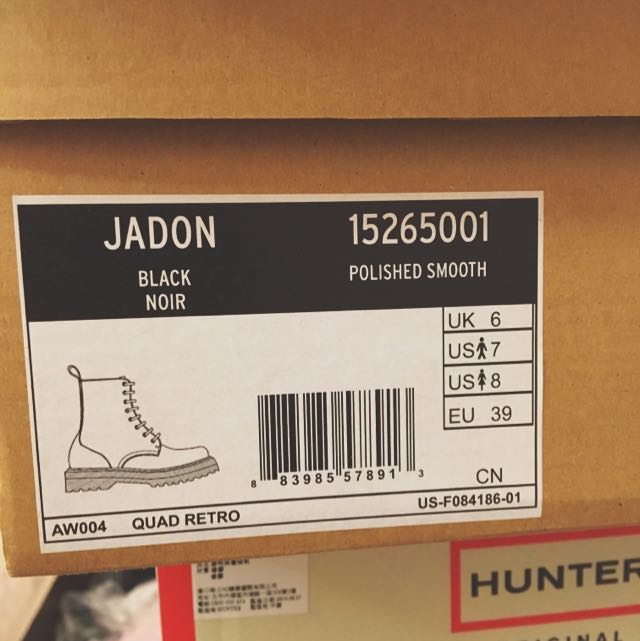 JADON 15265001
BLACK POLISHED SMOOTH
NOIR
UK 6
US 7
US 8
EU 39
8 83985 57891 3
CN
US-F084186-01
AW004 QUAD RETRO
HUNTER